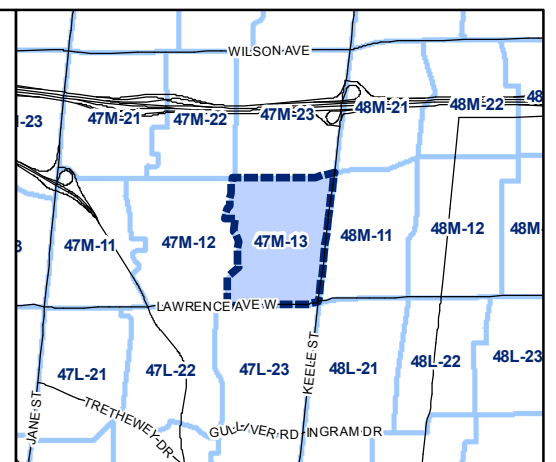 WILSON AVE
47M-21
47M-22
47M-23
48M-21
48M-22
48
-23
47M-11
47M-12
47M-13
48M-11
48M-12
48M-
3
LAWRENCE AVE W
47L-21
47L-22
47L-23
48L-21
48L-22
48L-23
KEELE ST
JANE ST
TRETHEWEY DR
GULLIVER RD
INGRAM DR